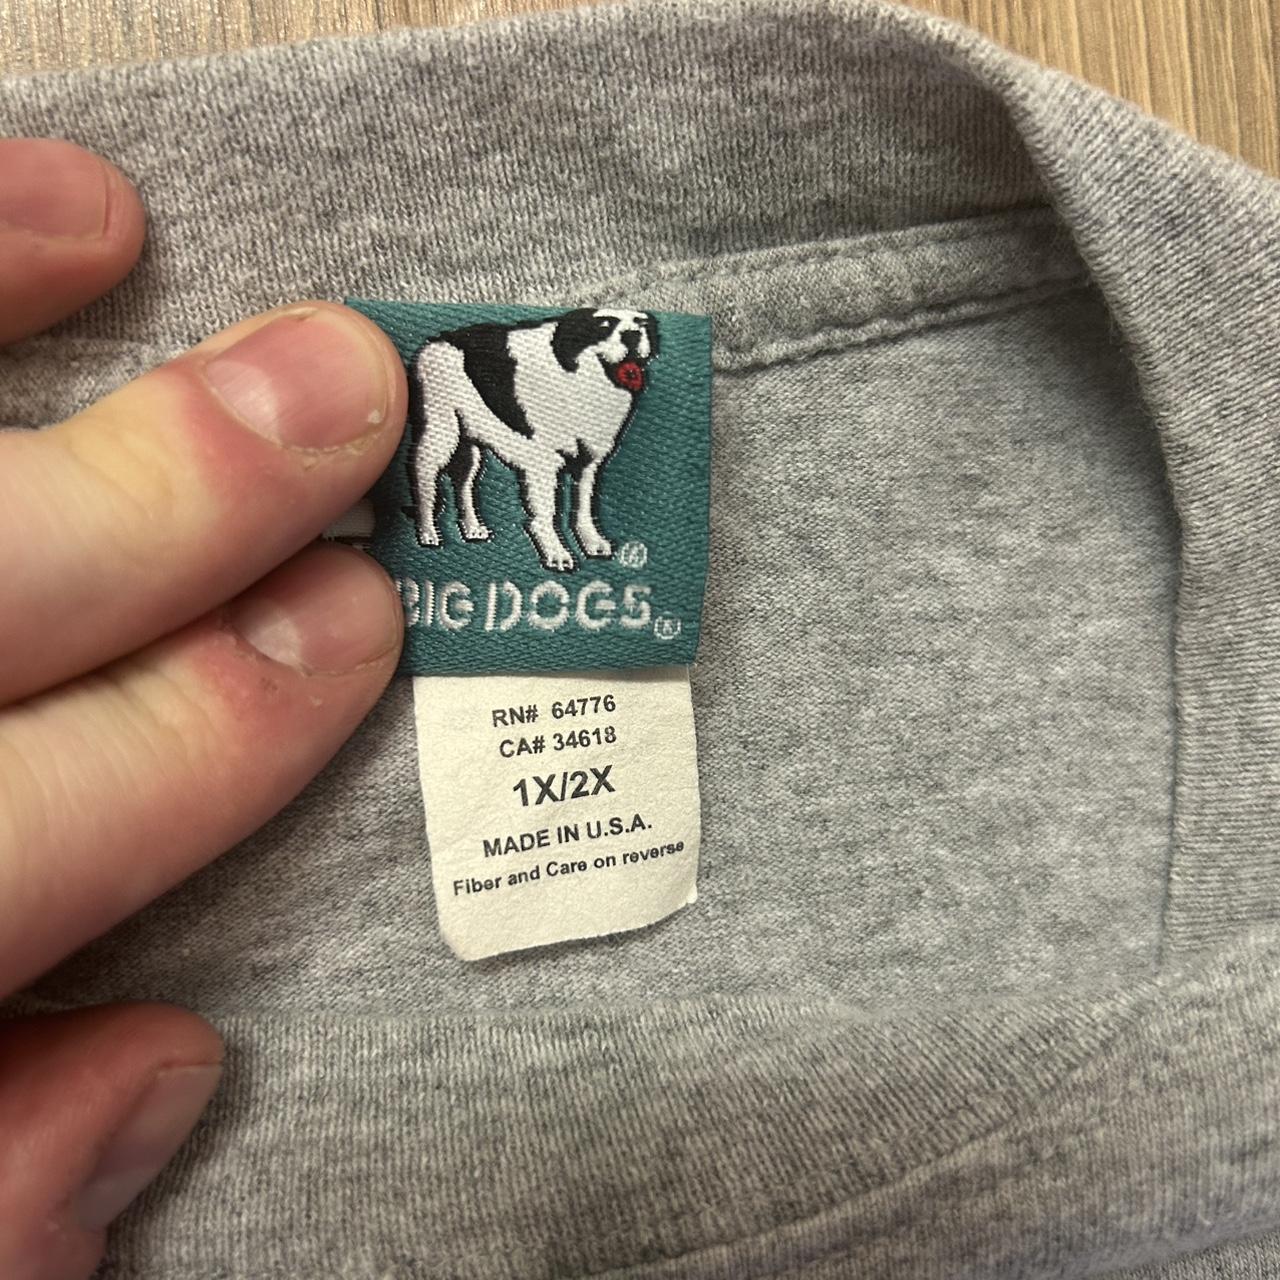 ®
BIG DOGS®
RN# 64776
CA# 34618
1X/2X
MADE IN U.S.A.
Fiber and Care on reverse